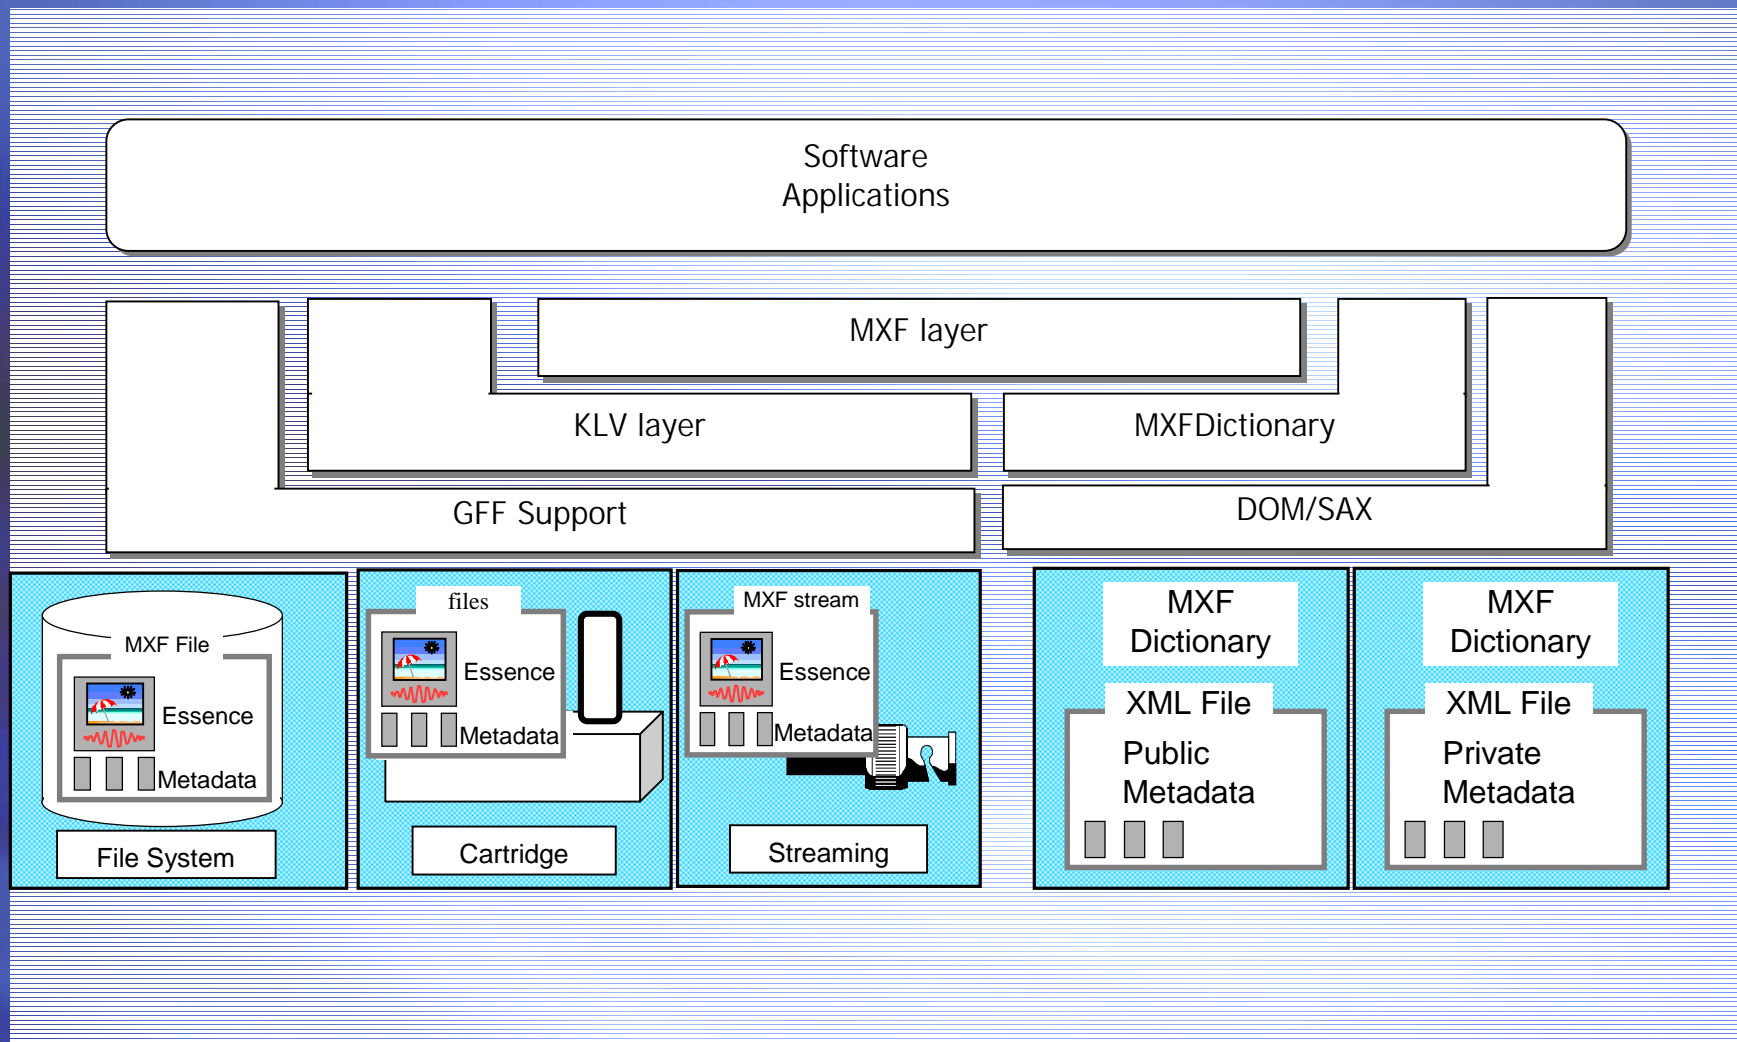 Software
Applications
MXF layer
KLV layer
MXFDictionary
GFF Support
DOM/SAX
MXF File
Essence
Metadata
File System
files
Essence
Metadata
Cartridge
MXF stream
Essence
Metadata
Streaming
MXF
Dictionary
XML File
Public
Metadata
MXF
Dictionary
XML File
Private
Metadata